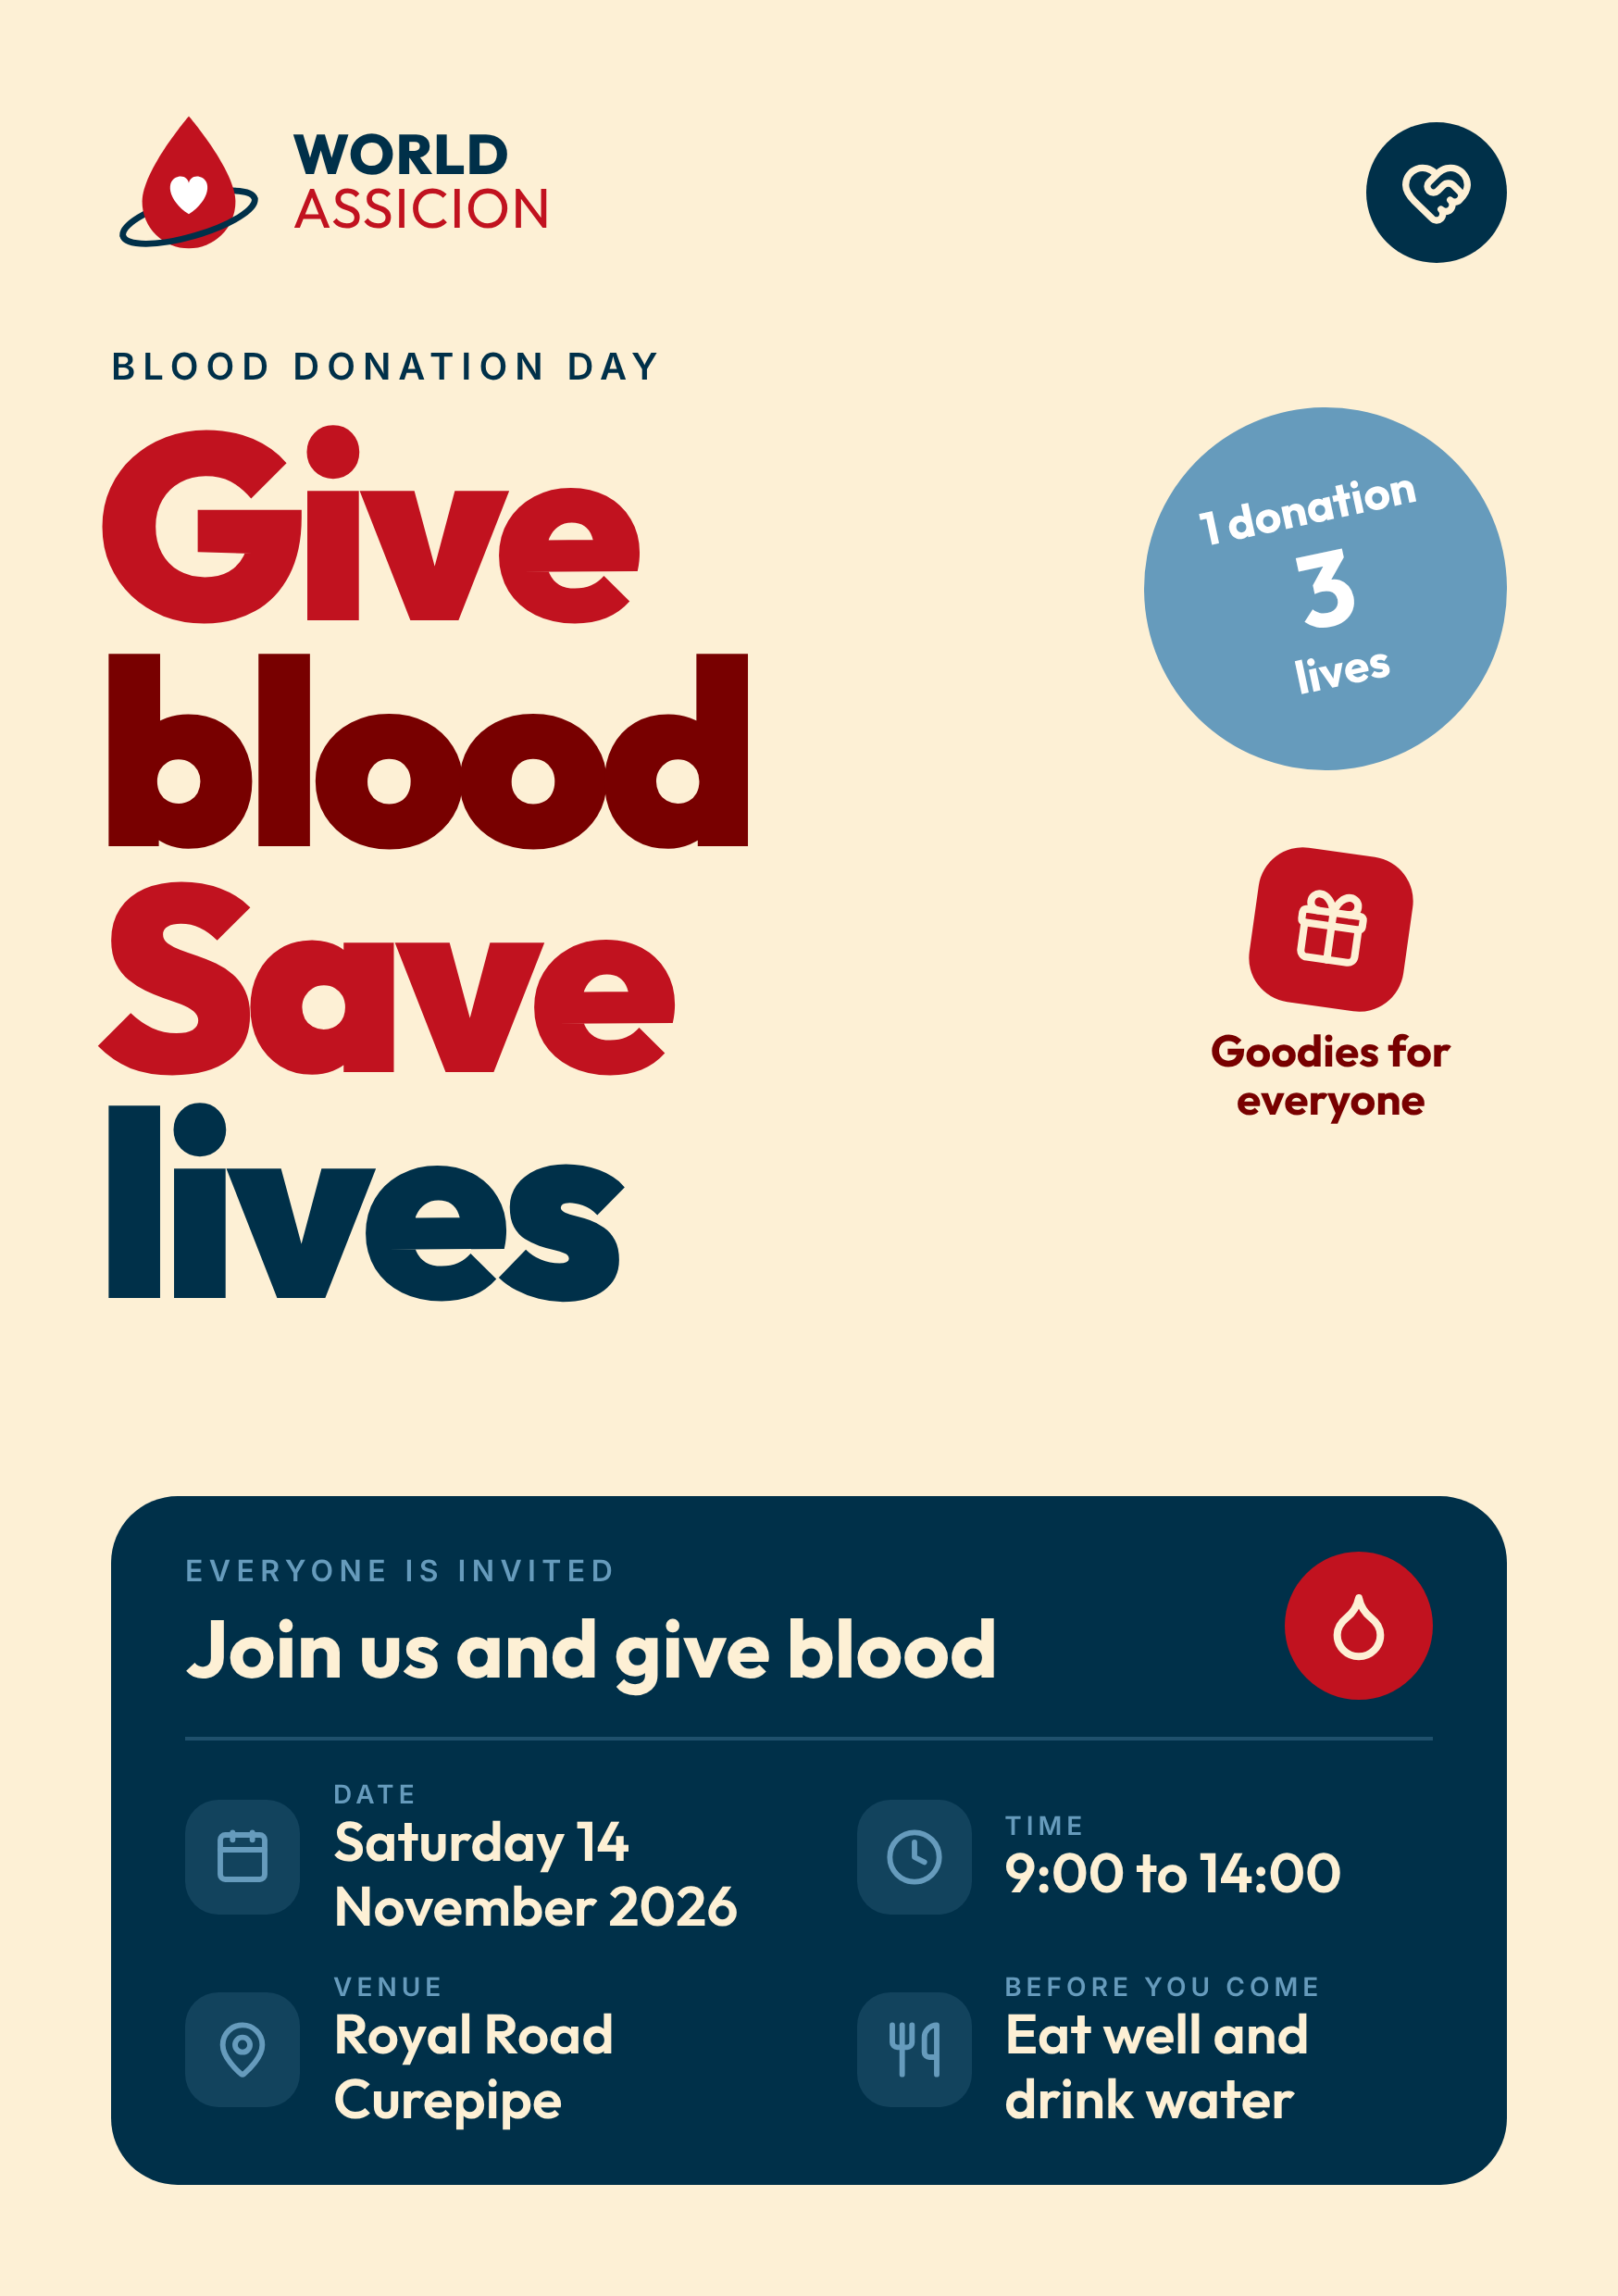 WORLD
ASSICION
BLOOD DONATION DAY
Give
blood
Save
lives
1 donation
3
lives
Goodies for
everyone
EVERYONE IS INVITED
Join us and give blood
DATE
Saturday 14
November 2026
TIME
9:00 to 14:00
VENUE
Royal Road
Curepipe
BEFORE YOU COME
Eat well and
drink water